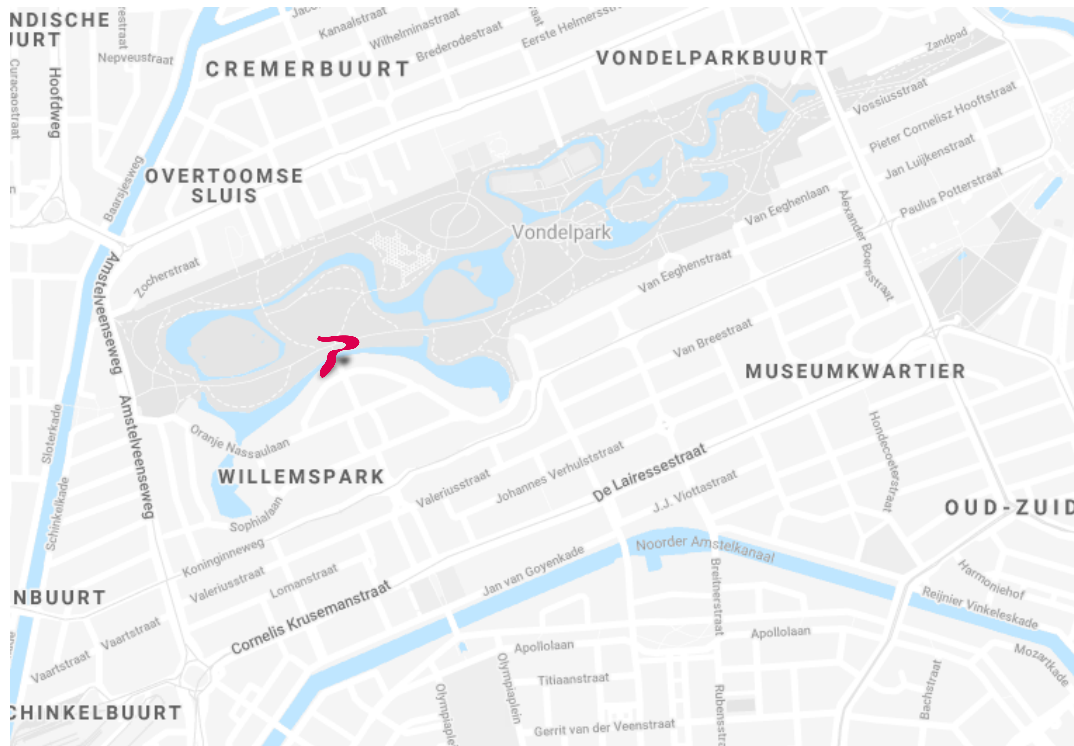 NDISCHE
UURT
Nepveustraat
Curacaostraat
Hoofdweg
Kanaalstraat
Wilhelminastraat
Brederodestraat
Eerste Helmersstraat
CREMERBUURT
VONDELPARKBUURT
Zandpad
Vossiusstraat
Pieter Cornelisz Hooftstraat
Jan Luijkenstraat
Paulus Potterstraat
Baarsjesweg
OVERTOOMSE
SLUIS
Van Eeghenlaan
Alexander Boersstraat
Vondelpark
Zocherstraat
Amstelveenseweg
Van Eeghenstraat
Van Breestraat
MUSEUMKWARTIER
Amstelveenseweg
Sloterkade
Oranje Nassaulaan
WILLEMSPARK
Hondecoeterstraat
Schinkelkade
Sophialaan
Valeriusstraat
Johannes Verhulststraat
De Lairessestraat
J.J. Viottastraat
OUD-ZUID
Koninginneweg
Valeriusstraat
Lomanstraat
Jan van Goyenkade
Noorder Amstelkanaal
Breitnerstraat
Harmoniehof
Reijnier Vinkeleskade
NBUURT
Vaartstraat
Vaartstraat
Cornelis Krusemanstraat
Apollolaan
Apollolaan
Mozartkade
Olympiaplein
Olympiaplein
Titiaanstraat
Rubensstra
Bachstraat
CHINKELBUURT
Gerrit van der Veenstraat